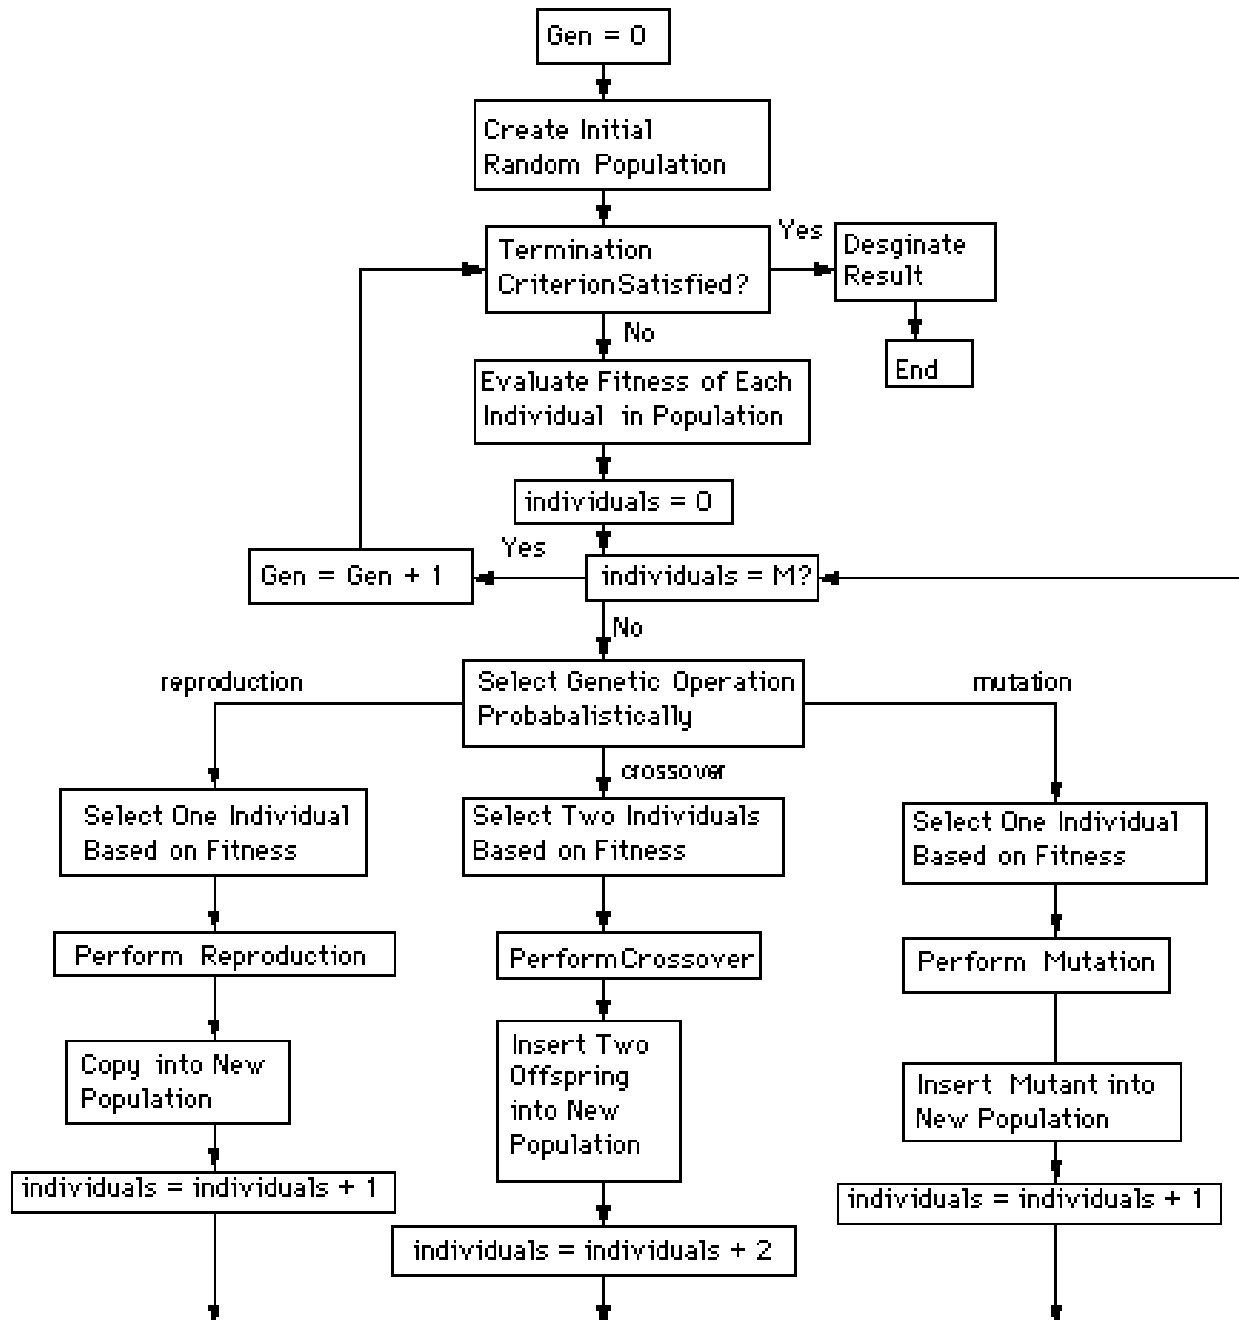 Gen = 0
Create Initial
Random Population
Termination
CriterionSatisfied?
Yes
Desginate
Result
End
No
Evaluate Fitness of Each
Individual in Population
individuals = 0
individuals = M?
Yes
Gen = Gen + 1
No
Select Genetic Operation
Probabalistically
reproduction
crossover
mutation
Select One Individual
Based on Fitness
Perform Reproduction
Copy into New
Population
individuals = individuals + 1
Select Two Individuals
Based on Fitness
Perform Crossover
Insert Two
Offspring
into New
Population
individuals = individuals + 2
Select One Individual
Based on Fitness
Perform Mutation
Insert Mutant into
New Population
individuals = individuals + 1